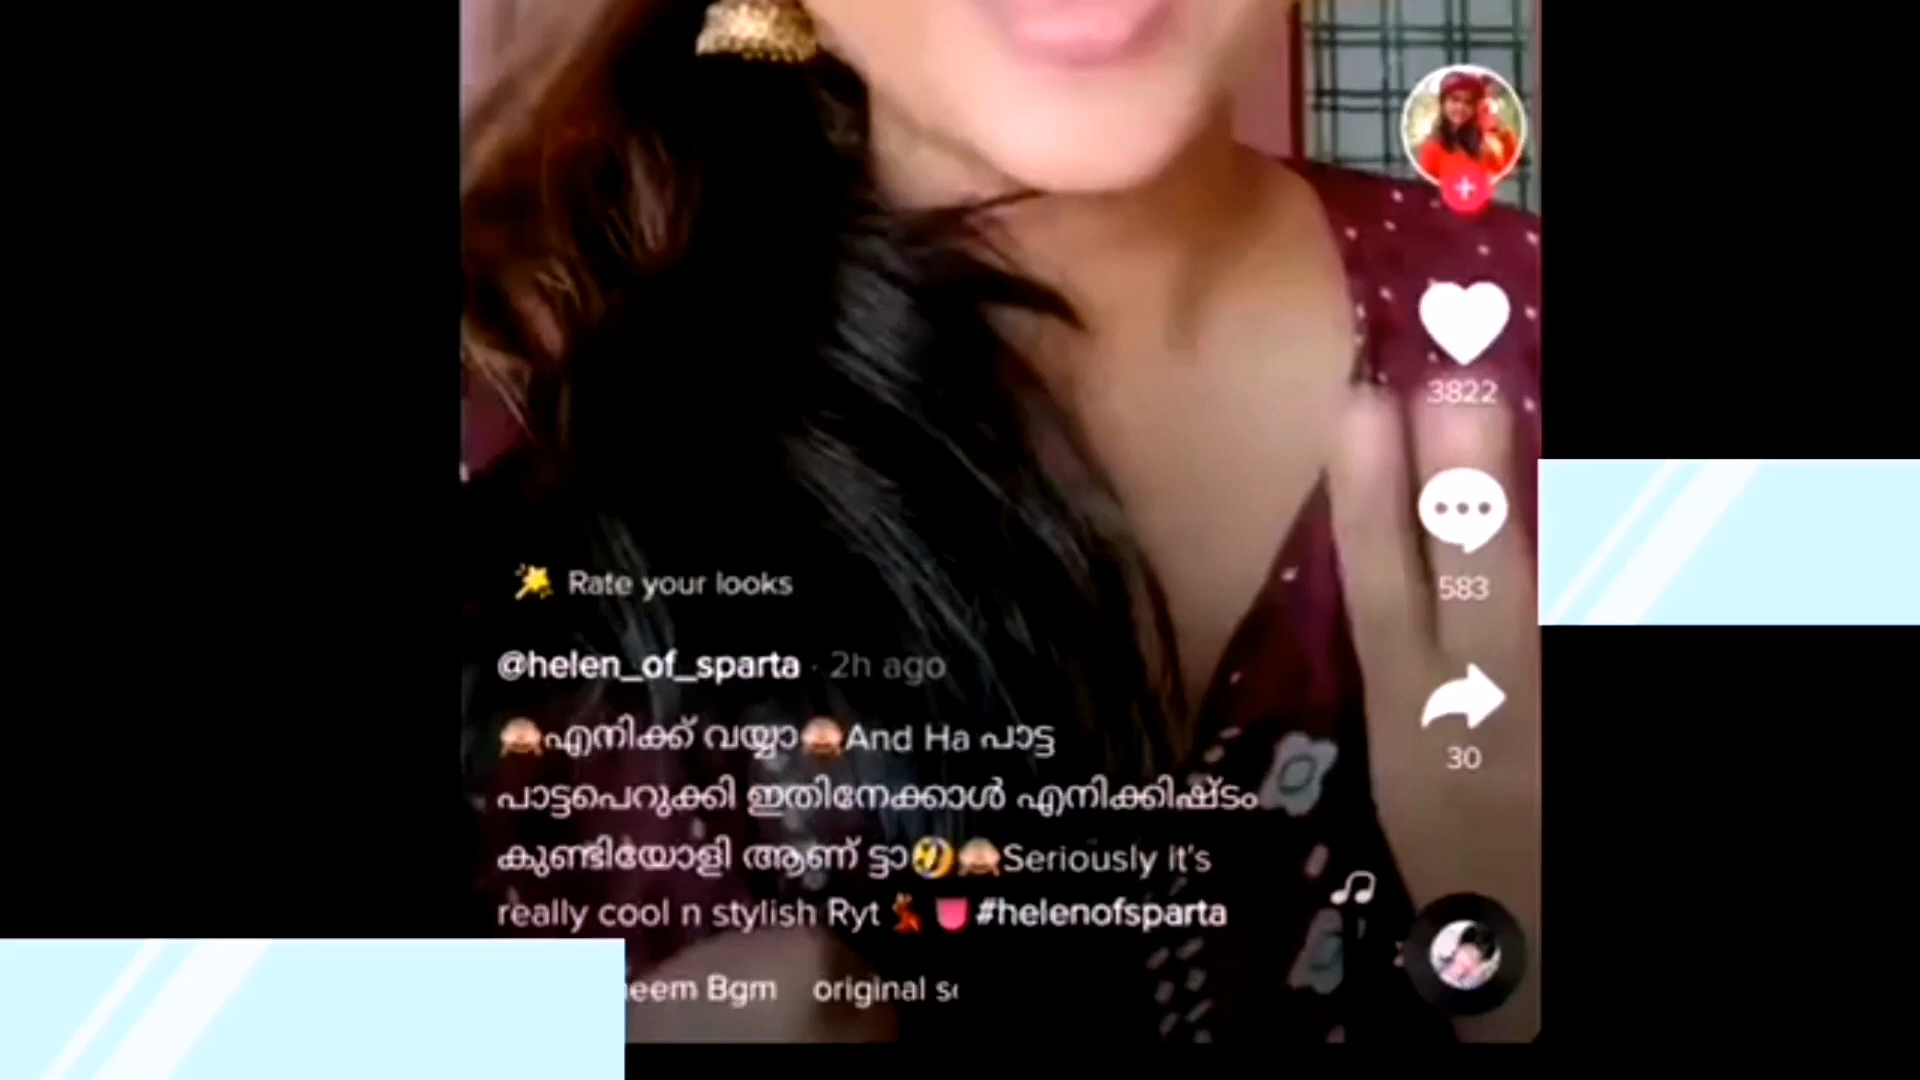 3822
583
Rate your looks
@helen_of_sparta · 2h ago
🙈എനിക്ക് വയ്യാ🙈And Ha പാട്ട
പാട്ടപെറുക്കി ഇതിനേക്കാൾ എനിക്കിഷ്ടം
30
കുണ്ടിയോളി ആണ് ട്ടാ🤣🙈Seriously it's
really cool n stylish Ryt💃👅#helenofsparta
Bgm original